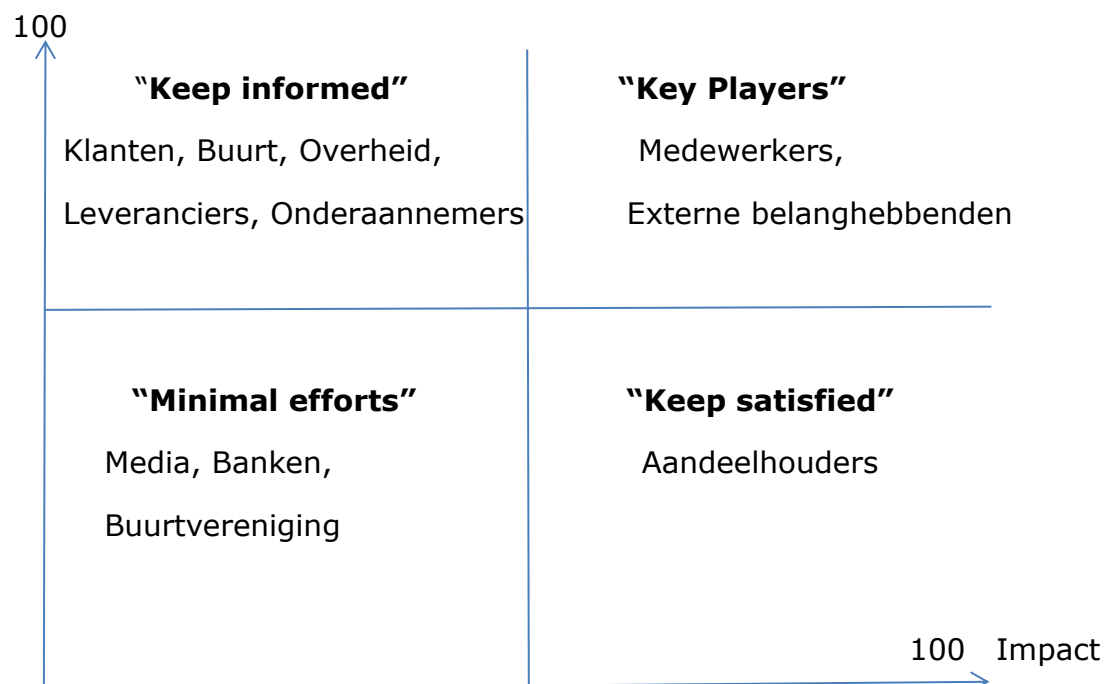 100
“Keep informed” “Key Players”
Klanten, Buurt, Overheid, Medewerkers,
Leveranciers, Onderaannemers Externe belanghebbenden
“Minimal efforts” “Keep satisfied”
Media, Banken, Aandeelhouders
Buurtvereniging
100 Impact